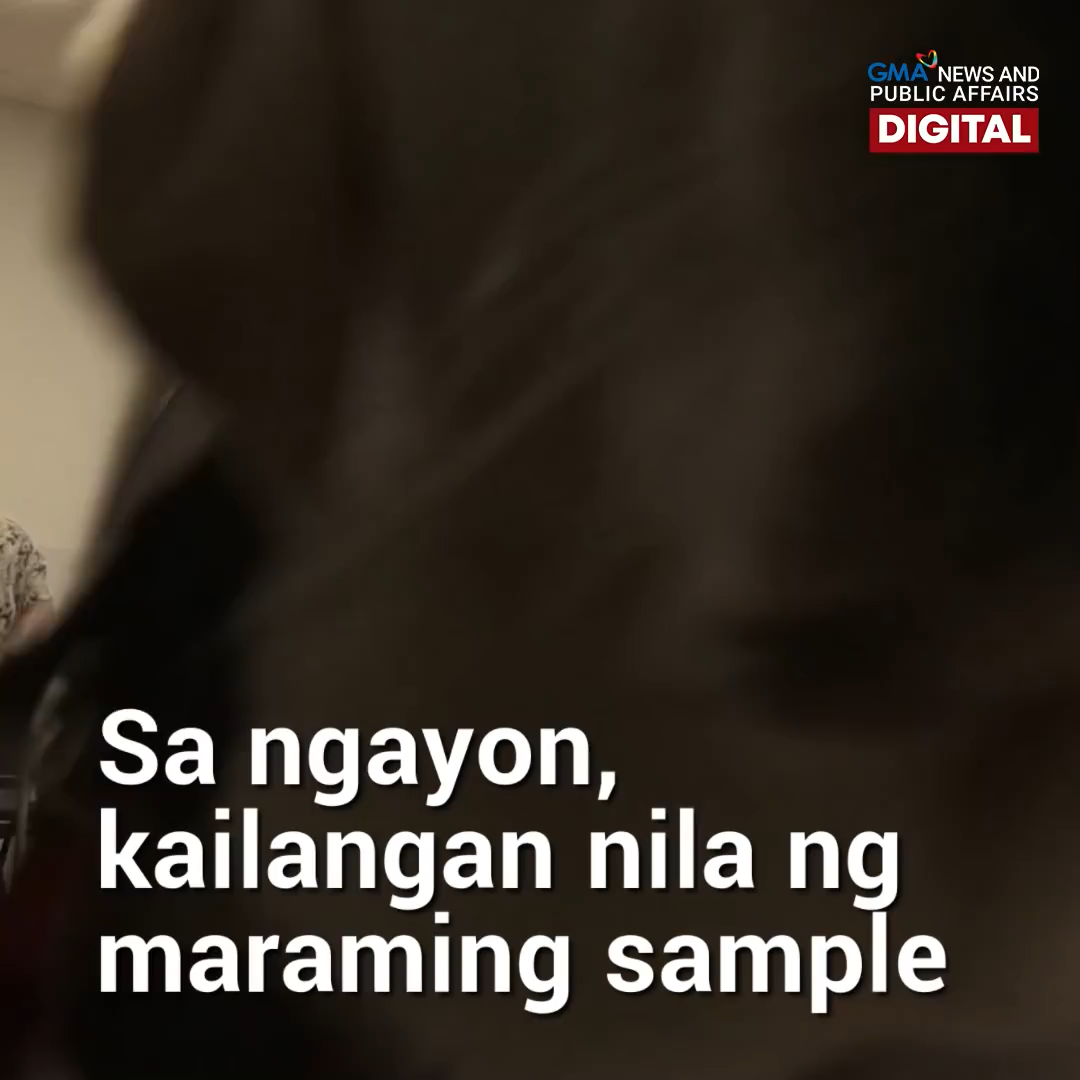 GMA NEWS AND
PUBLIC AFFAIRS
DIGITAL
Sa ngayon,
kailangan nila ng
maraming sample